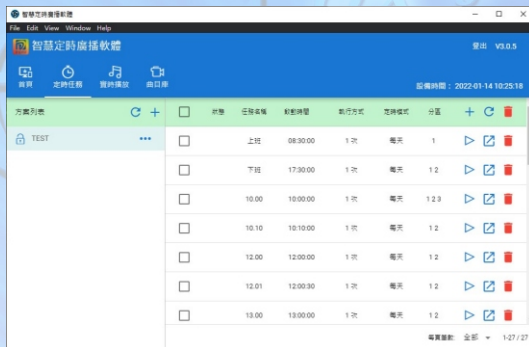 智慧定時廣播軟體
File Edit View Window Help
智慧定時廣播軟體
登出 V3.0.5
首頁 定時任務 實時播放 曲目庫
設備時間： 2022-01-14 10:25:18
方案列表
狀態 任務名稱 啟動時間 執行方式 定時模式 分區
TEST
上班 08:30:00 1 次 每天 1
下班 17:30:00 1 次 每天 1 2
10.00 10:00:00 1 次 每天 1 2 3
10.10 10:10:00 1 次 每天 1 2
12.00 12:00:00 1 次 每天 1 2
12.01 12:00:30 1 次 每天 1 2
13.00 13:00:00 1 次 每天 1 2
每頁筆數: 全部 1-27 / 27